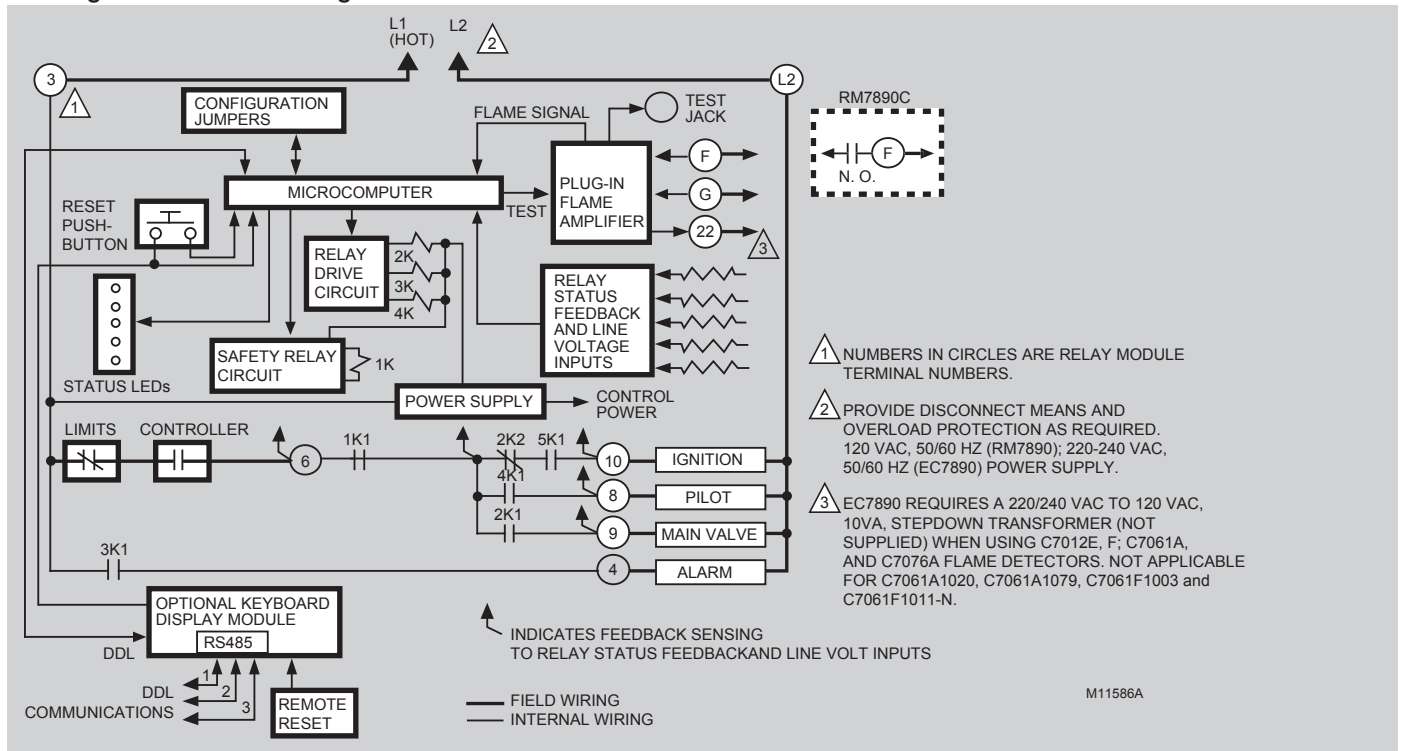 L1
(HOT)
L2
2
3
1
L2
CONFIGURATION
JUMPERS
FLAME SIGNAL
TEST
JACK
RM7890C
F
N. O.
MICROCOMPUTER
TEST
PLUG-IN
FLAME
AMPLIFIER
F
G
22
3
RESET
PUSH-
BUTTON
RELAY
DRIVE
CIRCUIT
2K
3K
4K
RELAY
STATUS
FEEDBACK
AND LINE
VOLTAGE
INPUTS
STATUS LEDs
SAFETY RELAY
CIRCUIT
1K
POWER SUPPLY
CONTROL
POWER
LIMITS
CONTROLLER
6
1K1
2K2
5K1
10
IGNITION
4K1
8
PILOT
2K1
9
MAIN VALVE
3K1
4
ALARM
1
NUMBERS IN CIRCLES ARE RELAY MODULE
TERMINAL NUMBERS.
2
PROVIDE DISCONNECT MEANS AND
OVERLOAD PROTECTION AS REQUIRED.
120 VAC, 50/60 HZ (RM7890); 220-240 VAC,
50/60 HZ (EC7890) POWER SUPPLY.
3
EC7890 REQUIRES A 220/240 VAC TO 120 VAC,
10VA, STEPDOWN TRANSFORMER (NOT
SUPPLIED) WHEN USING C7012E, F; C7061A,
AND C7076A FLAME DETECTORS. NOT APPLICABLE
FOR C7061A1020, C7061A1079, C7061F1003 and
C7061F1011-N.
OPTIONAL KEYBOARD
DISPLAY MODULE
RS485
DDL
DDL
COMMUNICATIONS
1
2
3
REMOTE
RESET
INDICATES FEEDBACK SENSING
TO RELAY STATUS FEEDBACKAND LINE VOLT INPUTS
FIELD WIRING
INTERNAL WIRING
M11586A